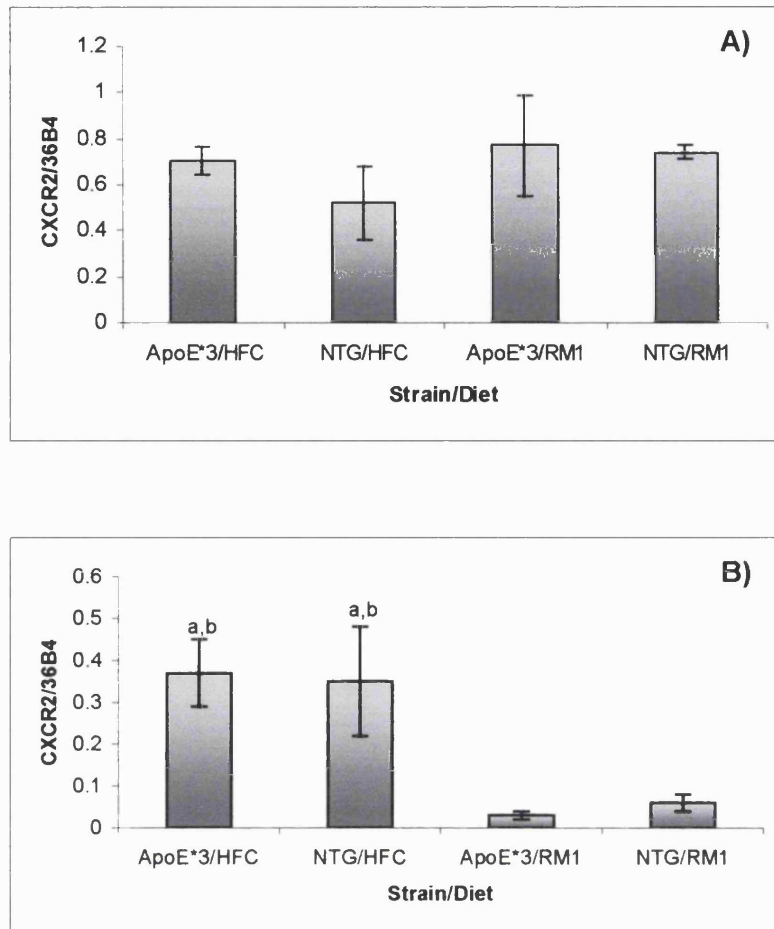 A)
1.2
1
0.8
0.6
0.4
0.2
0
CXCR2/36B4
ApoE*3/HFC NTG/HFC ApoE*3/RM1 NTG/RM1
Strain/Diet
B)
0.6
0.5
0.4
0.3
0.2
0.1
0
CXCR2/36B4
a,b a,b
ApoE*3/HFC NTG/HFC ApoE*3/RM1 NTG/RM1
Strain/Diet